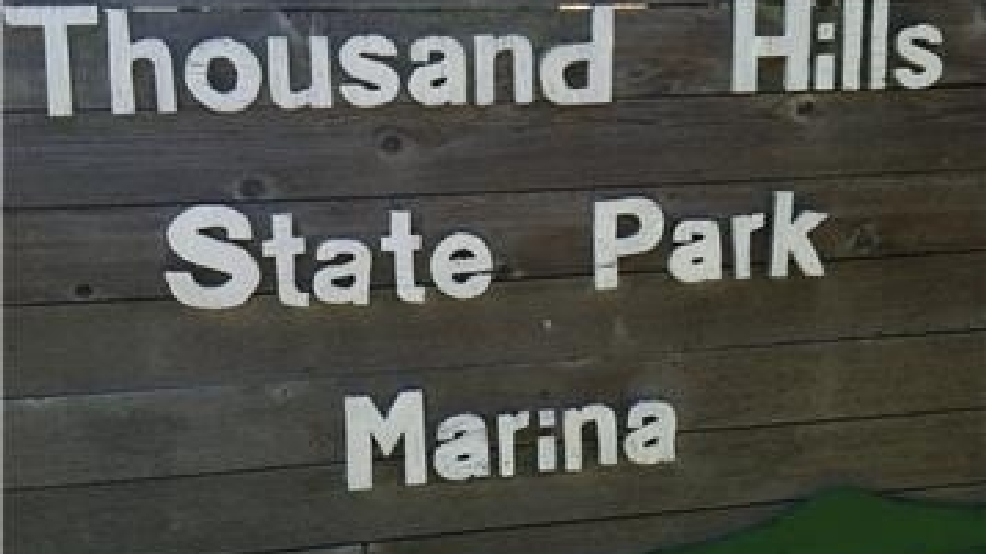 Thousand Hills
State Park
Marina